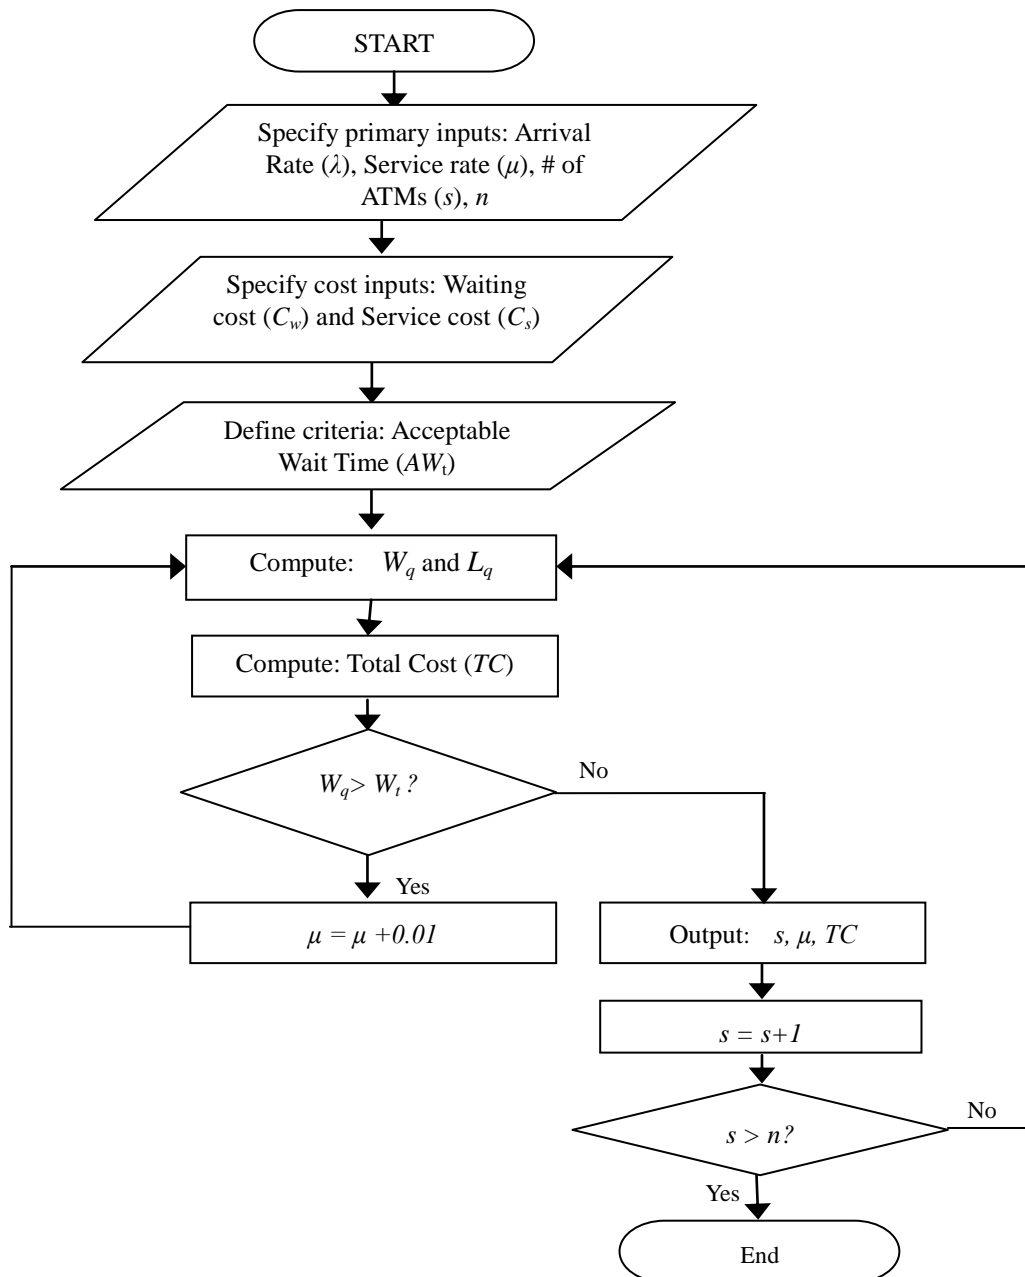 START
Specify primary inputs: Arrival
Rate (λ), Service rate (μ), # of
ATMs (s), n
Specify cost inputs: Waiting
cost (Cw) and Service cost (Cs)
Define criteria: Acceptable
Wait Time (AWt)
Compute: Wq and Lq
Compute: Total Cost (TC)
Wq> Wt ?
No
Yes
μ = μ +0.01
Output: s, μ, TC
s = s+1
s > n?
No
Yes
End